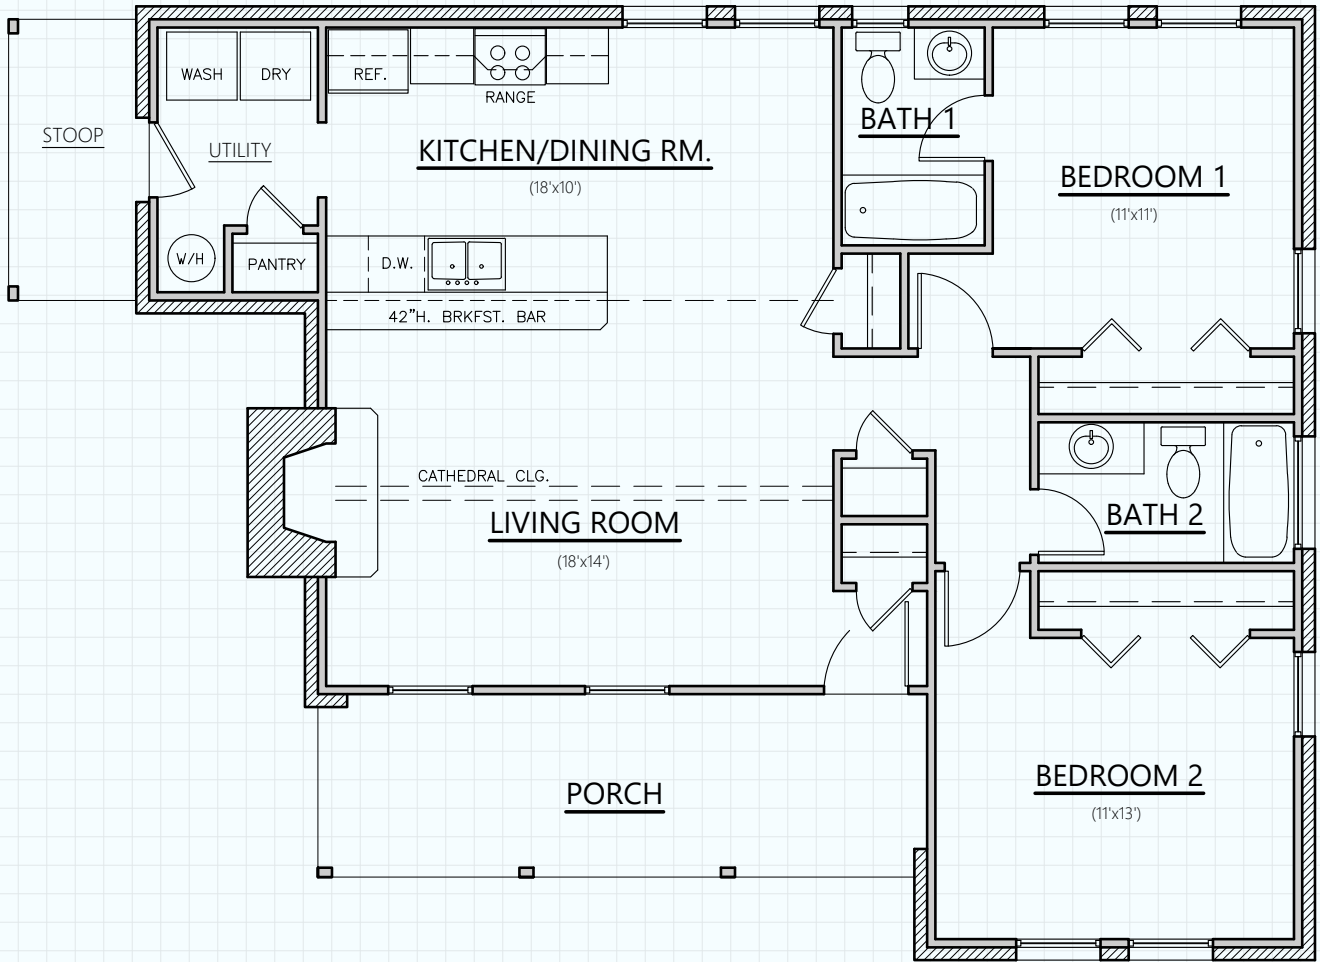 WASH
DRY
REF.
RANGE
STOOP
UTILITY
KITCHEN/DINING RM.
(18'x10')
BATH 1
BEDROOM 1
(11'x11')
W/H
PANTRY
D.W.
42"H. BRKFST. BAR
CATHEDRAL CLG.
LIVING ROOM
(18'x14')
BATH 2
PORCH
BEDROOM 2
(11'x13')